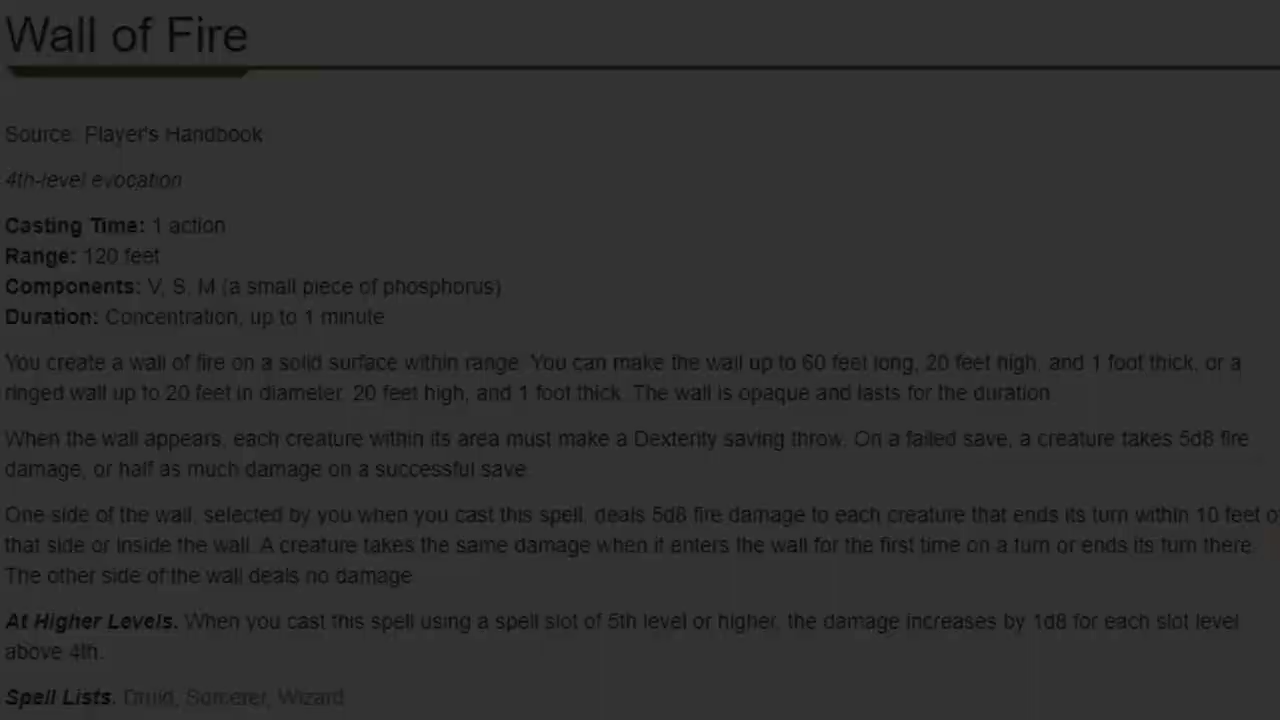 Wall of Fire
Source: Player's Handbook
4th-level evocation
Casting Time: 1 action
Range: 120 feet
Components: V, S, M (a small piece of phosphorus)
Duration: Concentration, up to 1 minute
You create a wall of fire on a solid surface within range. You can make the wall up to 60 feet long, 20 feet high, and 1 foot thick, or a
ringed wall up to 20 feet in diameter, 20 feet high, and 1 foot thick. The wall is opaque and lasts for the duration.
When the wall appears, each creature within its area must make a Dexterity saving throw. On a failed save, a creature takes 5d8 fire
damage, or half as much damage on a successful save.
One side of the wall, selected by you when you cast this spell, deals 5d8 fire damage to each creature that ends its turn within 10 feet o
that side or inside the wall. A creature takes the same damage when it enters the wall for the first time on a turn or ends its turn there.
The other side of the wall deals no damage.
At Higher Levels. When you cast this spell using a spell slot of 5th level or higher, the damage increases by 1d8 for each slot level
above 4th.
Spell Lists. Druid, Sorcerer, Wizard